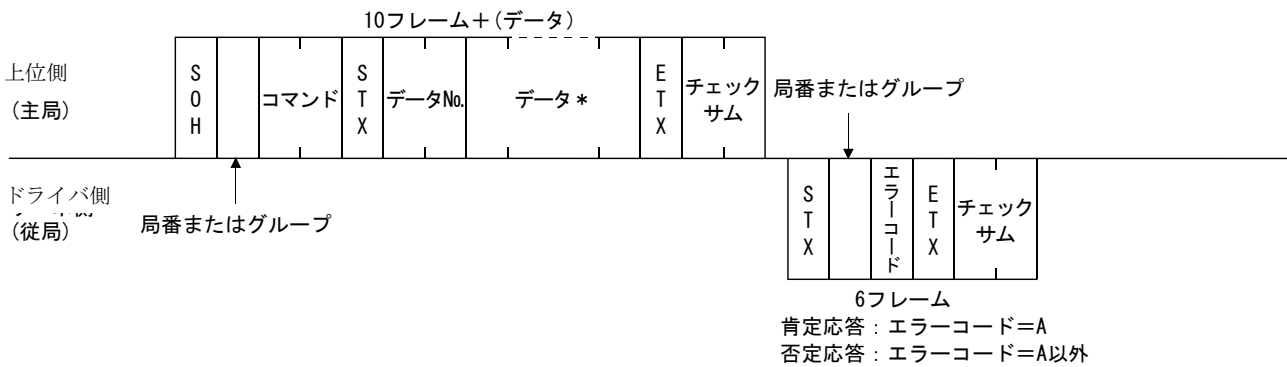 10フレーム+(データ)
上位側
(主局)
SOH
コマンド
STX
データNo.
データ*
ETX
チェック
サム
局番またはグループ
ドライバ側
(従局)
局番またはグループ
STX
エラーコード
ETX
チェック
サム
6フレーム
肯定応答：エラーコード=A
否定応答：エラーコード=A以外